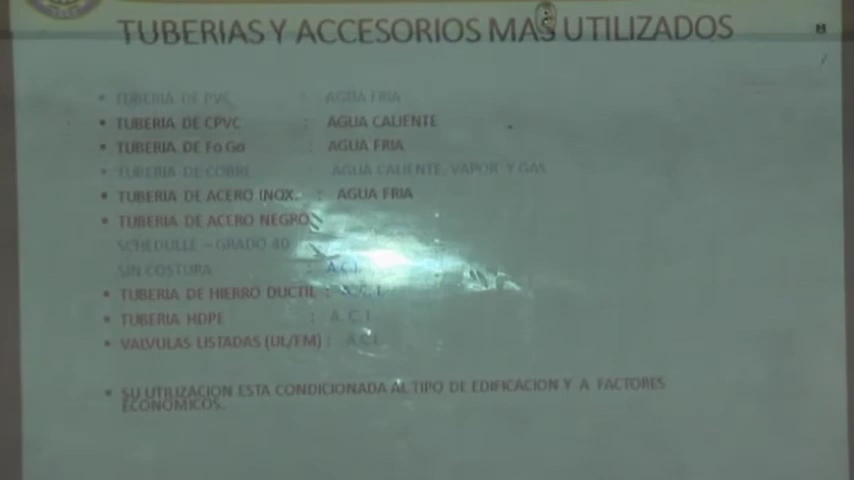 TUBERIAS Y ACCESORIOS MAS UTILIZADOS
• TUBERIA DE PVC : AGUA FRIA
• TUBERIA DE CPVC : AGUA CALIENTE
• TUBERIA DE Fo Go : AGUA FRIA
• TUBERIA DE COBRE : AGUA CALIENTE, VAPOR Y GAS
• TUBERIA DE ACERO INOX. : AGUA FRIA
• TUBERIA DE ACERO NEGRO
SCHEDULLE – GRADO 40
SIN COSTURA : A.C.I.
• TUBERIA DE HIERRO DUCTIL : A.C.I.
• TUBERIA HDPE : A.C.I.
• VALVULAS LISTADAS (UL/FM) : A.C.I.
• SU UTILIZACION ESTA CONDICIONADA AL TIPO DE EDIFICACION Y A FACTORES
ECONOMICOS.